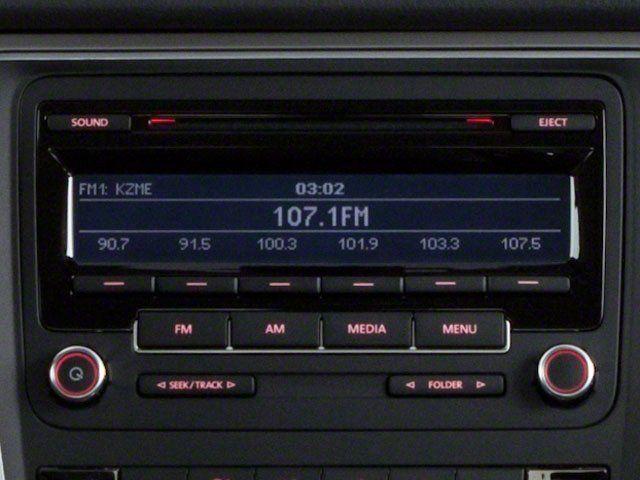 SOUND EJECT
FM1: KZME 03:02
107.1FM
90.7 91.5 100.3 101.9 103.3 107.5
FM AM MEDIA MENU
◁ SEEK/TRACK ▷ ◁ FOLDER ▷